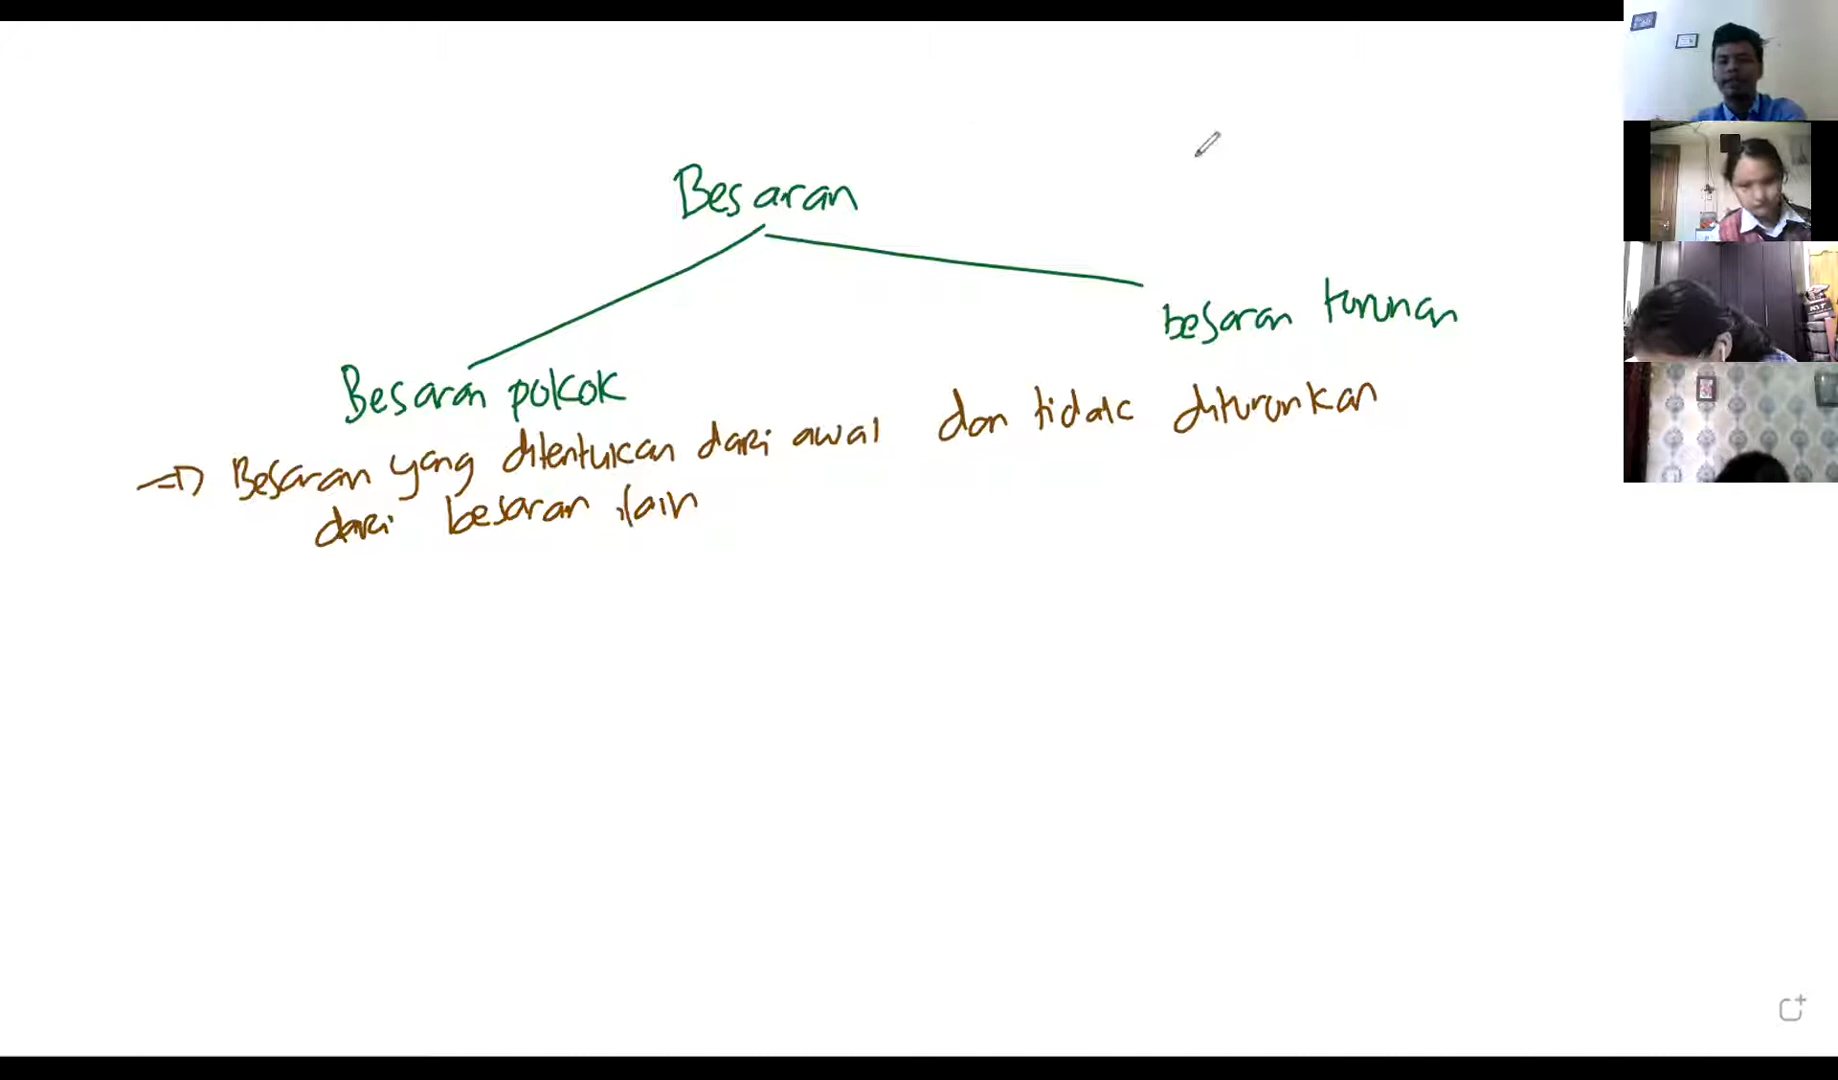 Besaran
besaran turunan
Besaran pokok
⇒ Besaran yang ditentukan dari awal dan tidak diturunkan
dari besaran lain